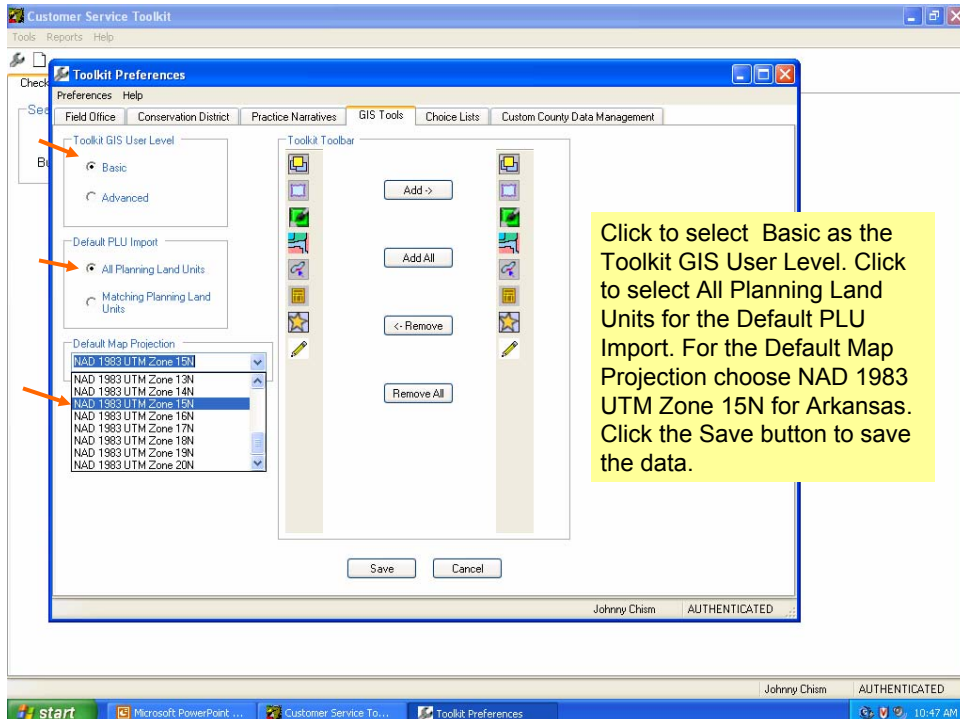 Customer Service Toolkit
Tools Reports Help
Check
Toolkit Preferences
Preferences Help
Field Office Conservation District Practice Narratives GIS Tools Choice Lists Custom County Data Management
Toolkit GIS User Level
Basic
Advanced
Default PLU Import
All Planning Land Units
Matching Planning Land
Units
Default Map Projection
NAD 1983 UTM Zone 15N
NAD 1983 UTM Zone 13N
NAD 1983 UTM Zone 14N
NAD 1983 UTM Zone 15N
NAD 1983 UTM Zone 16N
NAD 1983 UTM Zone 17N
NAD 1983 UTM Zone 18N
NAD 1983 UTM Zone 19N
NAD 1983 UTM Zone 20N
Toolkit Toolbar
Add ->
Add All
<- Remove
Remove All
Click to select Basic as the
Toolkit GIS User Level. Click
to select All Planning Land
Units for the Default PLU
Import. For the Default Map
Projection choose NAD 1983
UTM Zone 15N for Arkansas.
Click the Save button to save
the data.
Save Cancel
Johnny Chism AUTHENTICATED
Johnny Chism AUTHENTICATED
start Microsoft PowerPoint ... Customer Service To... Toolkit Preferences 10:47 AM